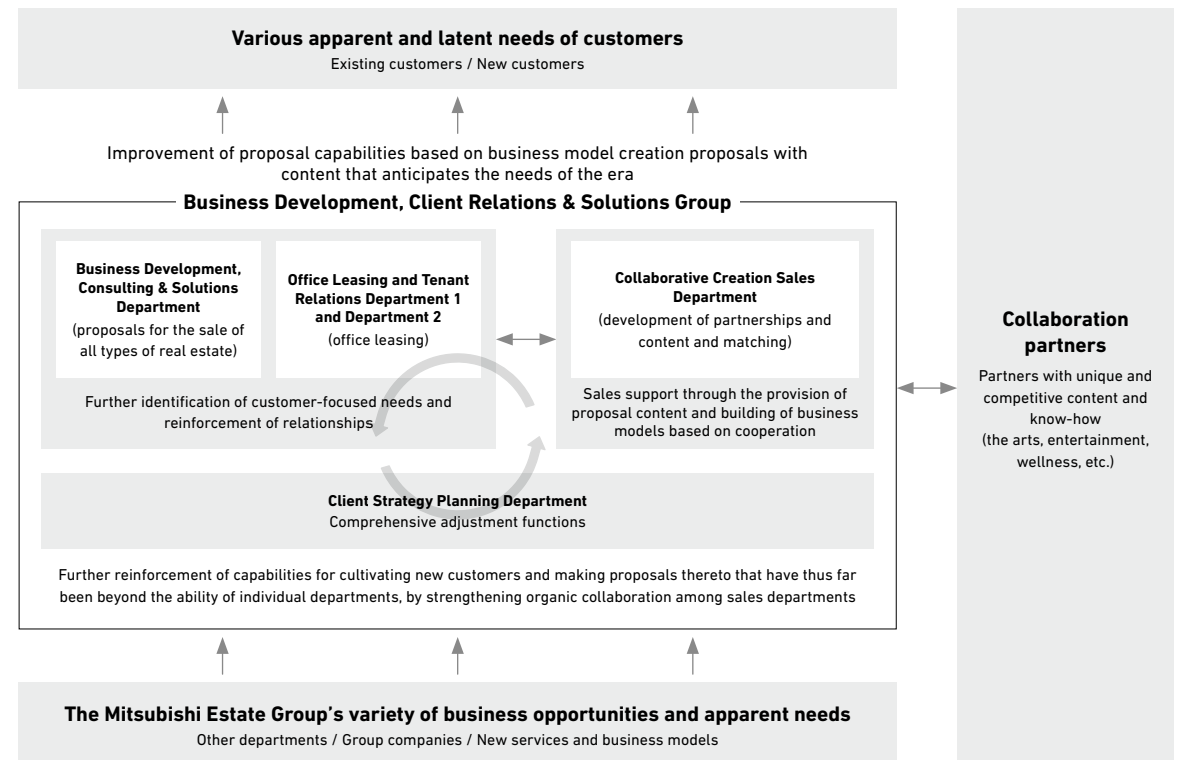 Various apparent and latent needs of customers
Existing customers / New customers
Improvement of proposal capabilities based on business model creation proposals with
content that anticipates the needs of the era
Business Development, Client Relations & Solutions Group
Business Development,
Consulting & Solutions
Department
(proposals for the sale of
all types of real estate)
Office Leasing and Tenant
Relations Department 1
and Department 2
(office leasing)
Further identification of customer-focused needs and
reinforcement of relationships
Collaborative Creation Sales
Department
(development of partnerships and
content and matching)
Sales support through the provision of
proposal content and building of business
models based on cooperation
Client Strategy Planning Department
Comprehensive adjustment functions
Further reinforcement of capabilities for cultivating new customers and making proposals thereto that have thus far
been beyond the ability of individual departments, by strengthening organic collaboration among sales departments
The Mitsubishi Estate Group’s variety of business opportunities and apparent needs
Other departments / Group companies / New services and business models
Collaboration
partners
Partners with unique and
competitive content and
know-how
(the arts, entertainment,
wellness, etc.)